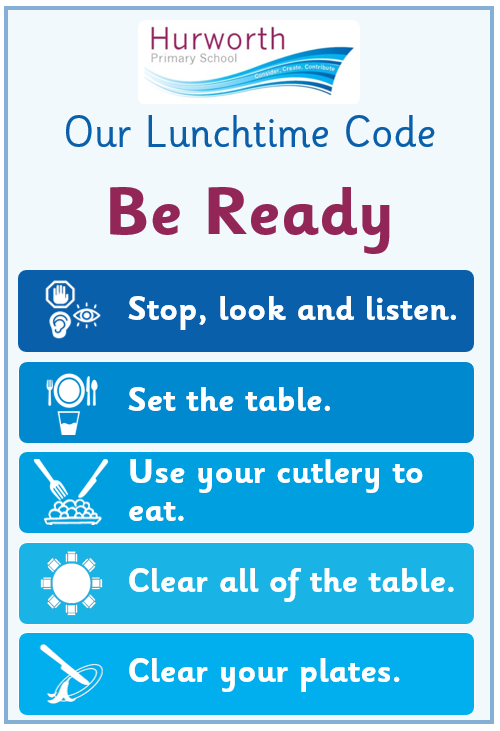 Hurworth
Primary School
Consider, Create, Contribute
Our Lunchtime Code
Be Ready
Stop, look and listen.
Set the table.
Use your cutlery to
eat.
Clear all of the table.
Clear your plates.